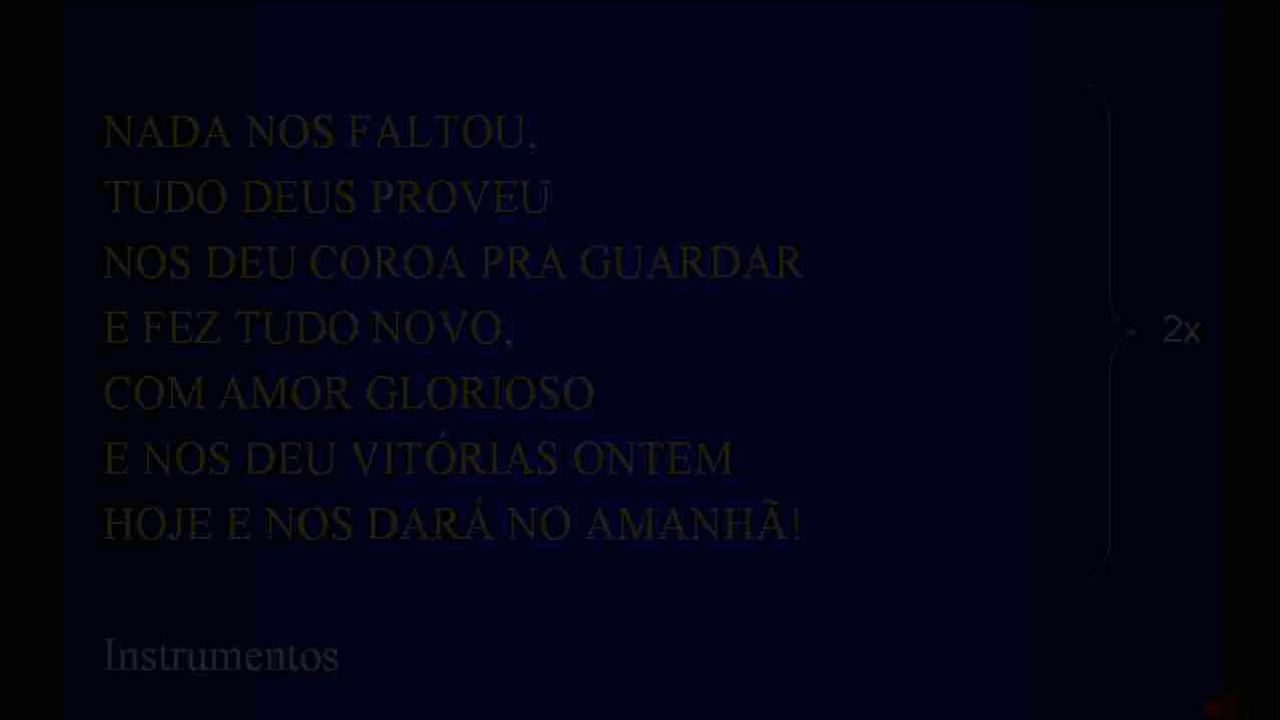 NADA NOS FALTOU,
TUDO DEUS PROVEU
NOS DEU COROA PRA GUARDAR
E FEZ TUDO NOVO,
COM AMOR GLORIOSO
E NOS DEU VITÓRIAS ONTEM
HOJE E NOS DARÁ NO AMANHÃ!
2x
Instrumentos